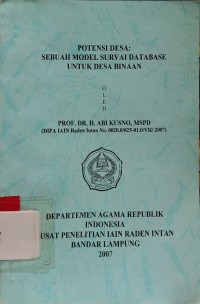 POTENSI DESA:
SEBUAH MODEL SURVAI DATABASE
UNTUK DESA BINAAN
O
L
E
H
PROF. DR. H. ABI KUSNO, MSPD
(DIPA IAIN Raden Intan No. 0020.0/025-01.0/VIII/ 2007)
DEPARTEMEN AGAMA REPUBLIK
INDONESIA
USAT PENELITIAN IAIN RADEN INTAN
BANDAR LAMPUNG
2007